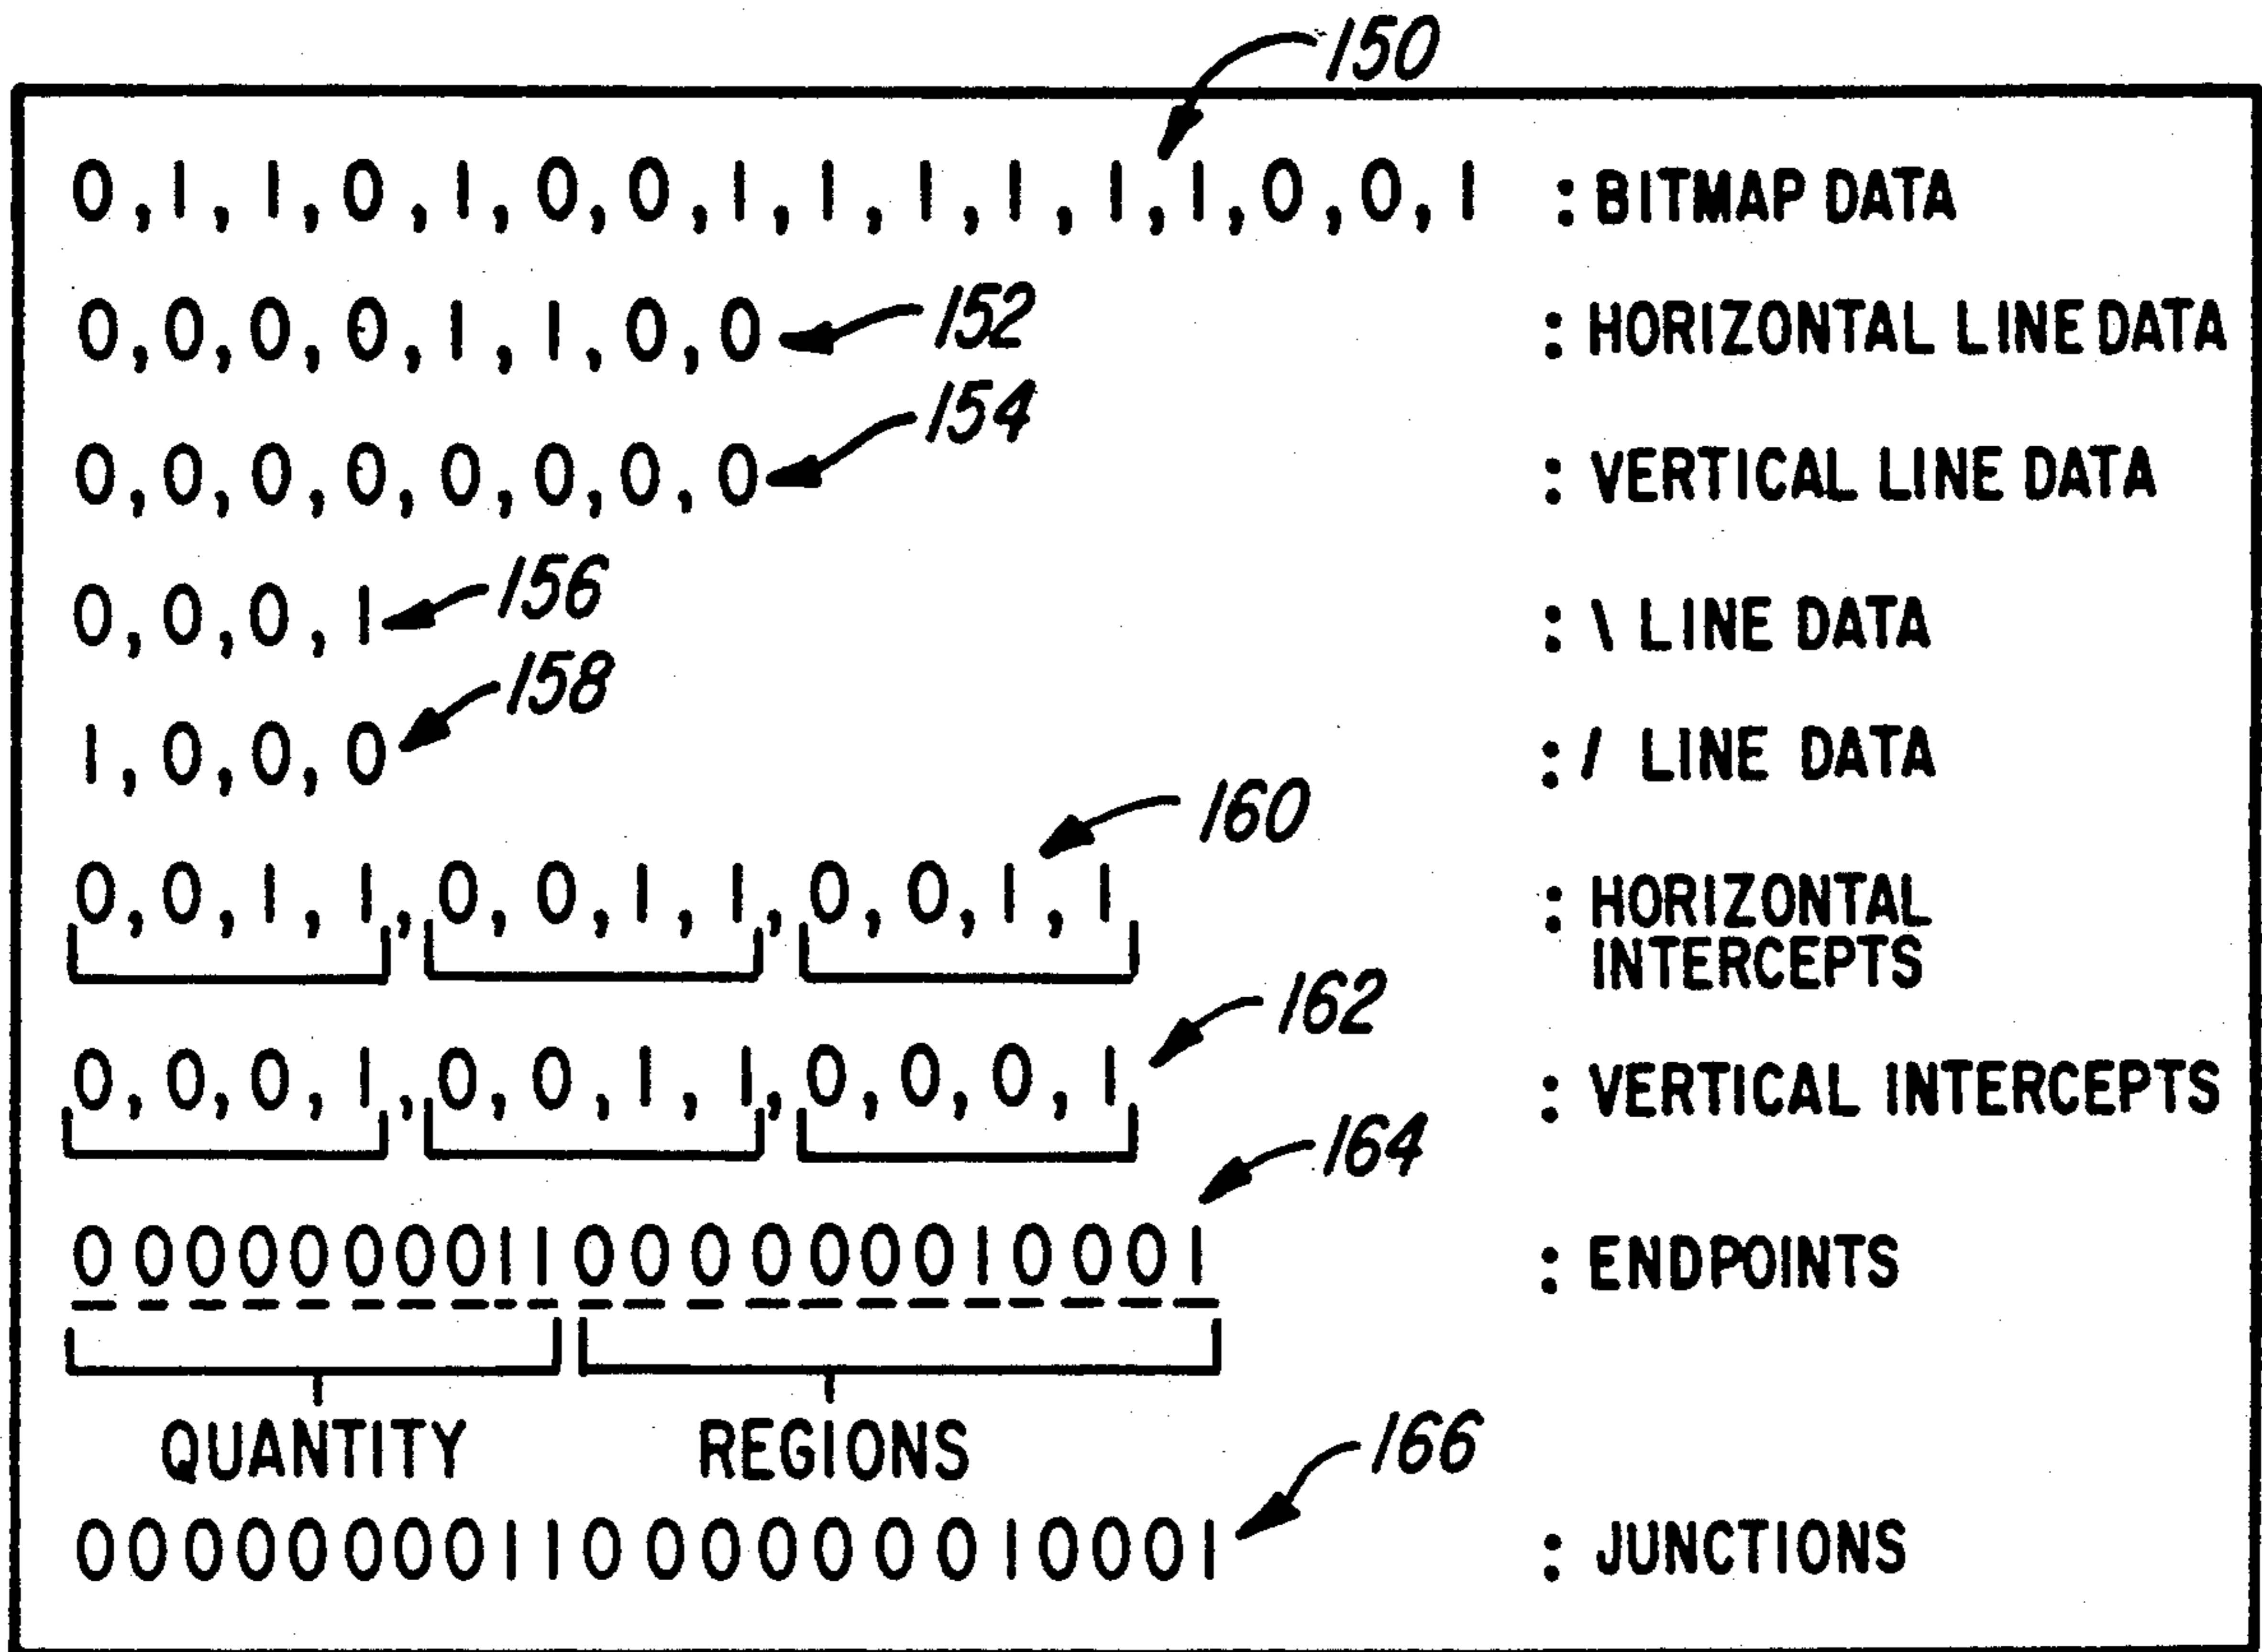 150
0,1,1,0,1,0,0,1,1,1,1,1,1,0,0,1 : BITMAP DATA
0,0,0,0,1,1,0,0 152 : HORIZONTAL LINE DATA
154
0,0,0,0,0,0,0,0 : VERTICAL LINE DATA
0,0,0,1 156 : \ LINE DATA
158
1,0,0,0 : / LINE DATA
160
0,0,1,1,0,0,1,1,0,0,1,1 : HORIZONTAL
INTERCEPTS
162
0,0,0,1,0,0,1,1,0,0,0,1 : VERTICAL INTERCEPTS
164
0000000011000000010001 : ENDPOINTS
QUANTITY REGIONS
166
0000000011000000010001 : JUNCTIONS